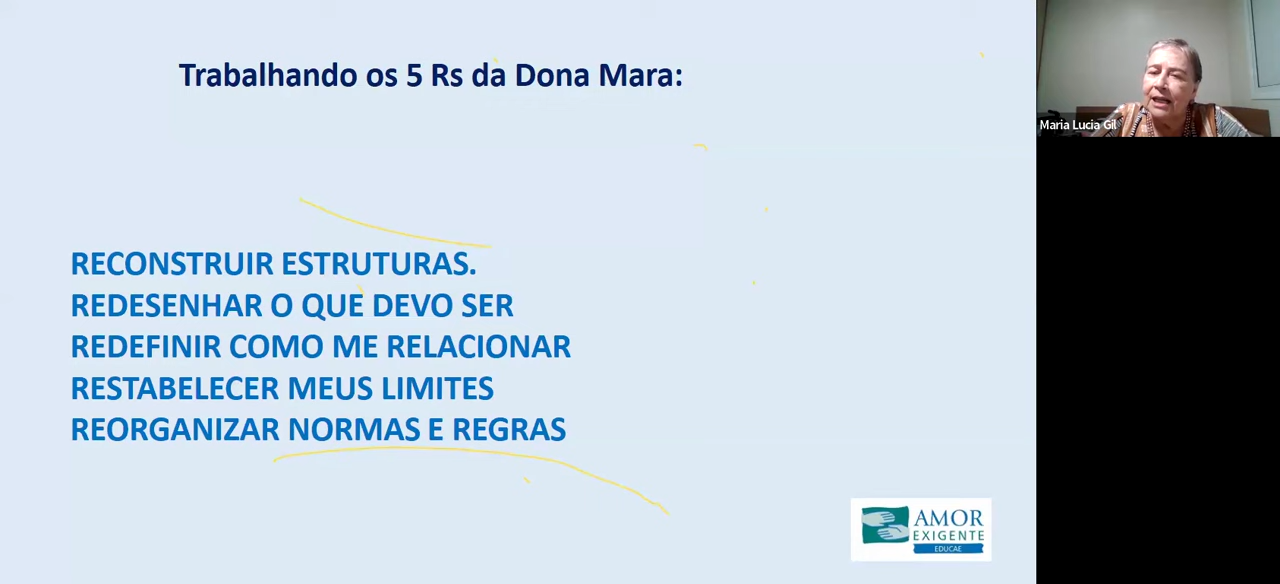 Trabalhando os 5 Rs da Dona Mara:
RECONSTRUIR ESTRUTURAS.
REDESENHAR O QUE DEVO SER
REDEFINIR COMO ME RELACIONAR
RESTABELECER MEUS LIMITES
REORGANIZAR NORMAS E REGRAS
AMOR
EXIGENTE
EDUCAE
Maria Lucia Gil